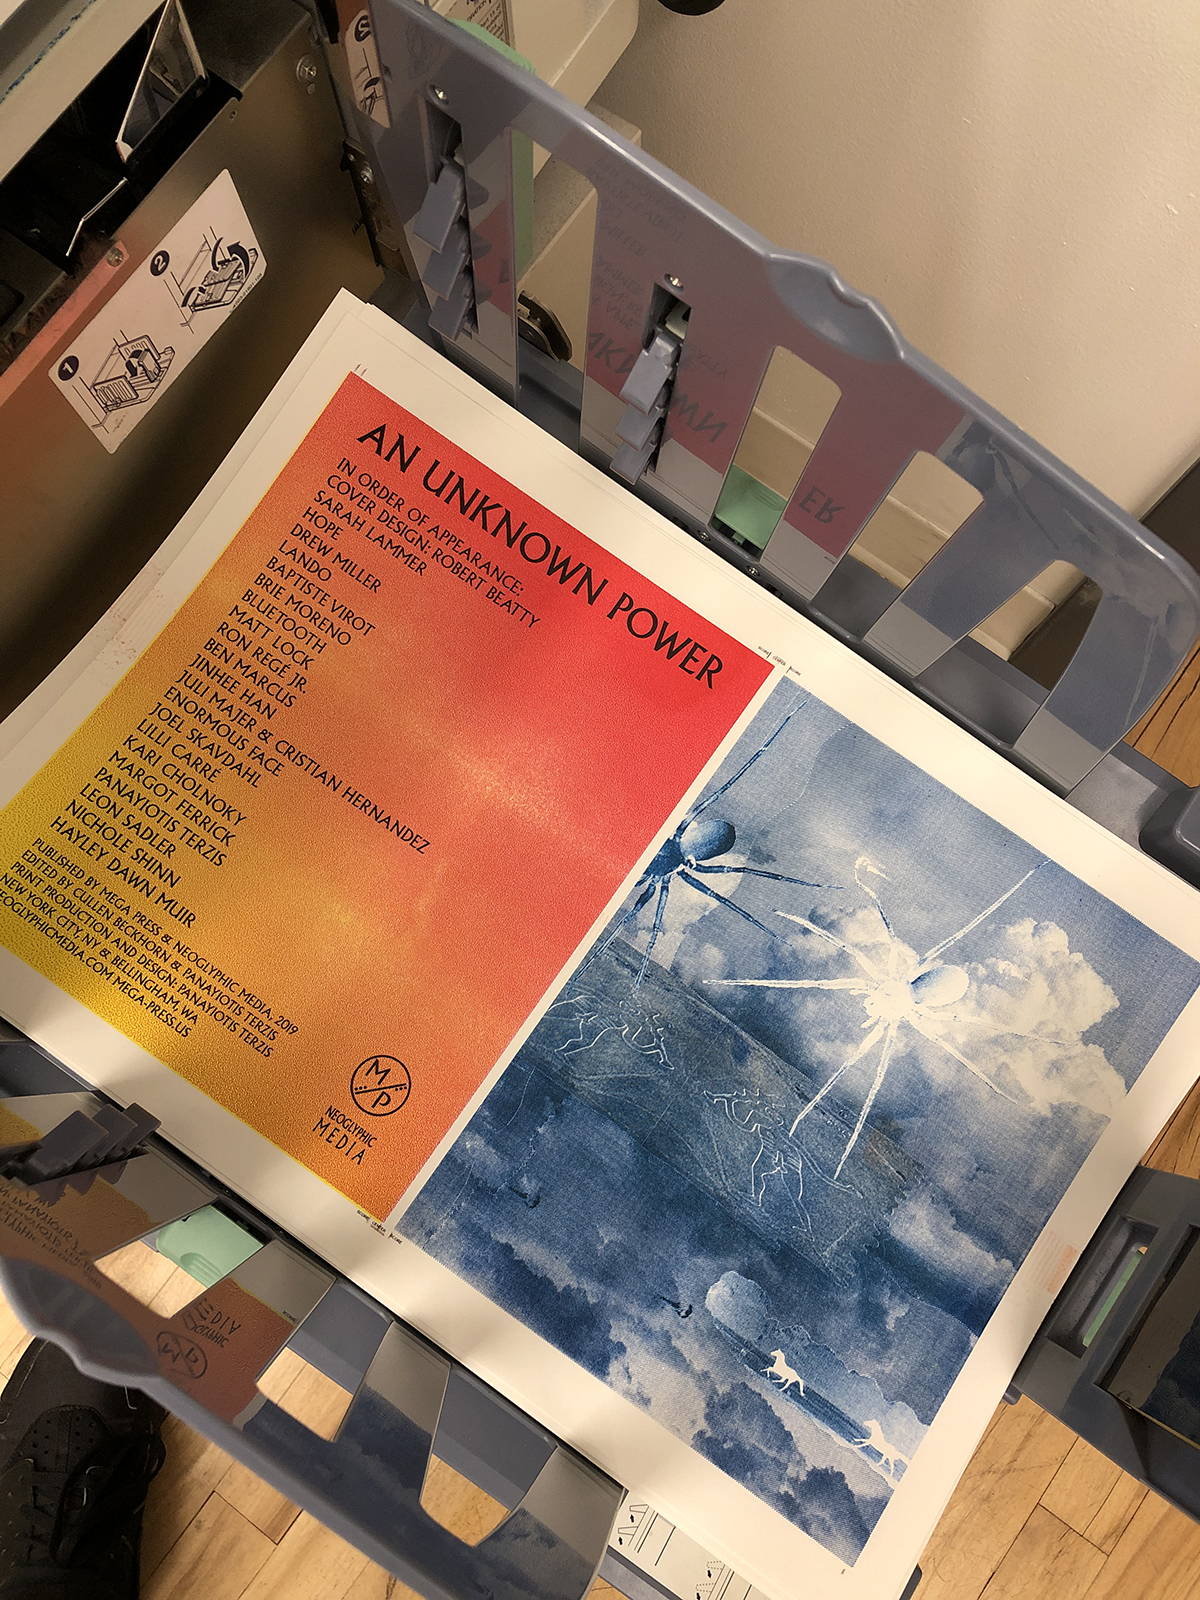 AN UNKNOWN POWER
IN ORDER OF APPEARANCE:
COVER DESIGN: ROBERT BEATTY
SARAH LAMMER
HOPE
DREW MILLER
LANDO
BAPTISTE VIROT
BRIE MORENO
BLUETOOTH
MATT LOCK
RON REGÉ JR.
BEN MARCUS
JINHEE HAN
JULI MAJER & CRISTIAN HERNANDEZ
ENORMOUS FACE
JOEL SKAVDAHL
LILLI CARRÉ
KARI CHOLNOKY
MARGOT FERRICK
PANAYIOTIS TERZIS
LEON SADLER
NICHOLE SHINN
HAYLEY DAWN MUIR
PUBLISHED BY MEGA PRESS & NEOGLYPHIC MEDIA, 2019
EDITED BY CULLEN BECKHORN & PANAYIOTIS TERZIS
PRINT PRODUCTION AND DESIGN: PANAYIOTIS TERZIS
NEW YORK CITY, NY & BELLINGHAM, WA
NEOGLYPHICMEDIA.COM MEGA-PRESS.US
M/P
NEOGLYPHIC
MEDIA
1
2